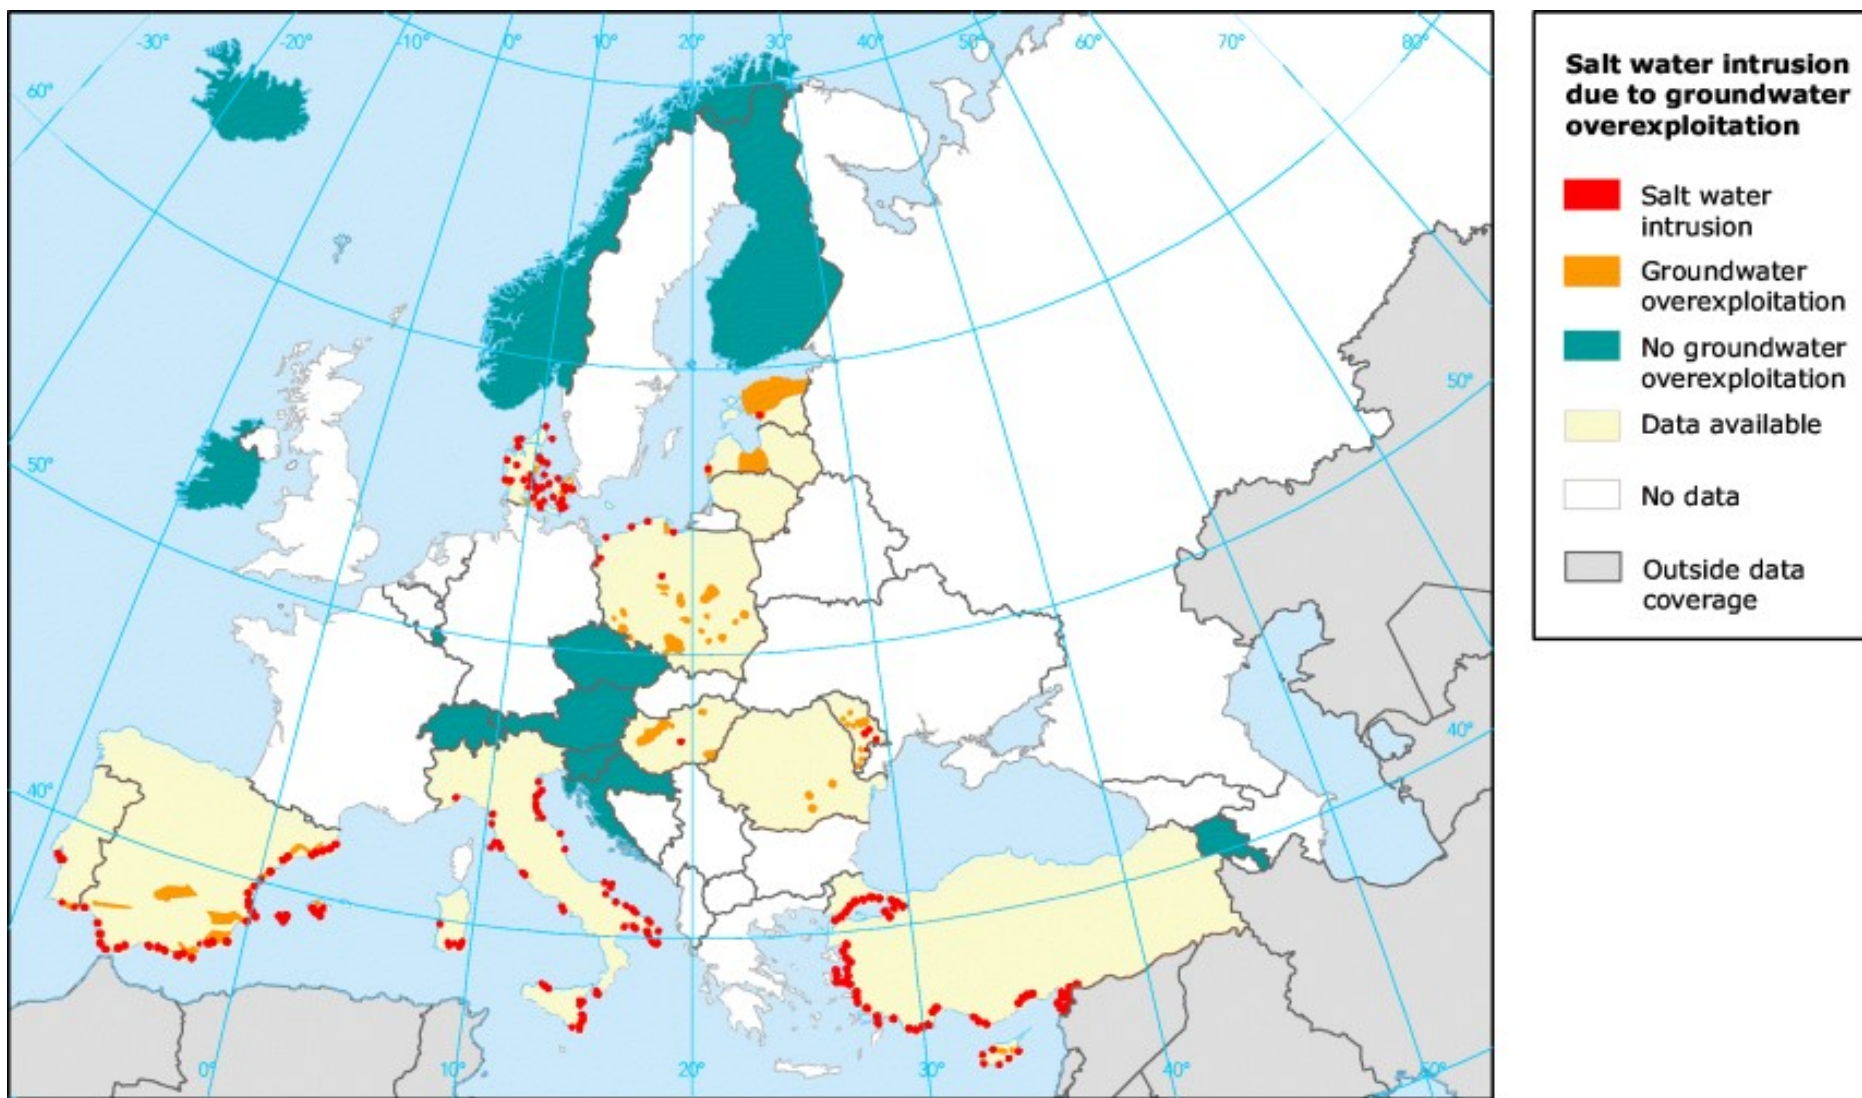 -30°
-20°
-10°
0°
10°
20°
30°
40°
50°
60°
70°
80°
60°
50°
50°
40°
40°
0°
10°
20°
30°
40°
50°
Salt water intrusion
due to groundwater
overexploitation
Salt water
intrusion
Groundwater
overexploitation
No groundwater
overexploitation
Data available
No data
Outside data
coverage